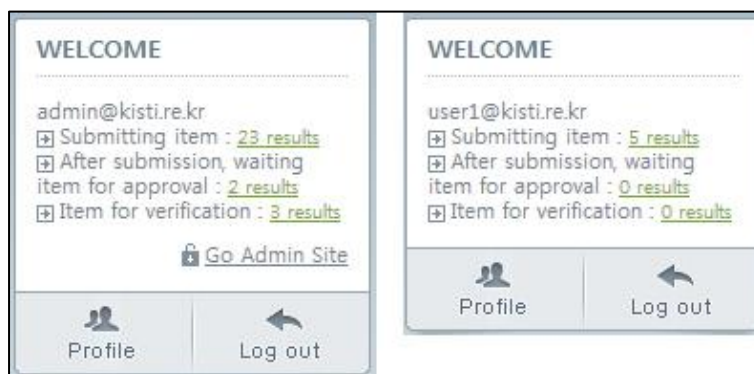 WELCOME
admin@kisti.re.kr
Submitting item : 23 results
After submission, waiting
item for approval : 2 results
Item for verification : 3 results
Go Admin Site
Profile
Log out
WELCOME
user1@kisti.re.kr
Submitting item : 5 results
After submission, waiting
item for approval : 0 results
Item for verification : 0 results
Profile
Log out